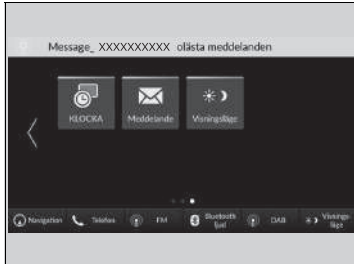 Message_ XXXXXXXXXX olästa meddelanden
KLOCKA Meddelande Visningsläge
Navigation Telefon FM Bluetooth DAB Visnings-
ljud läge